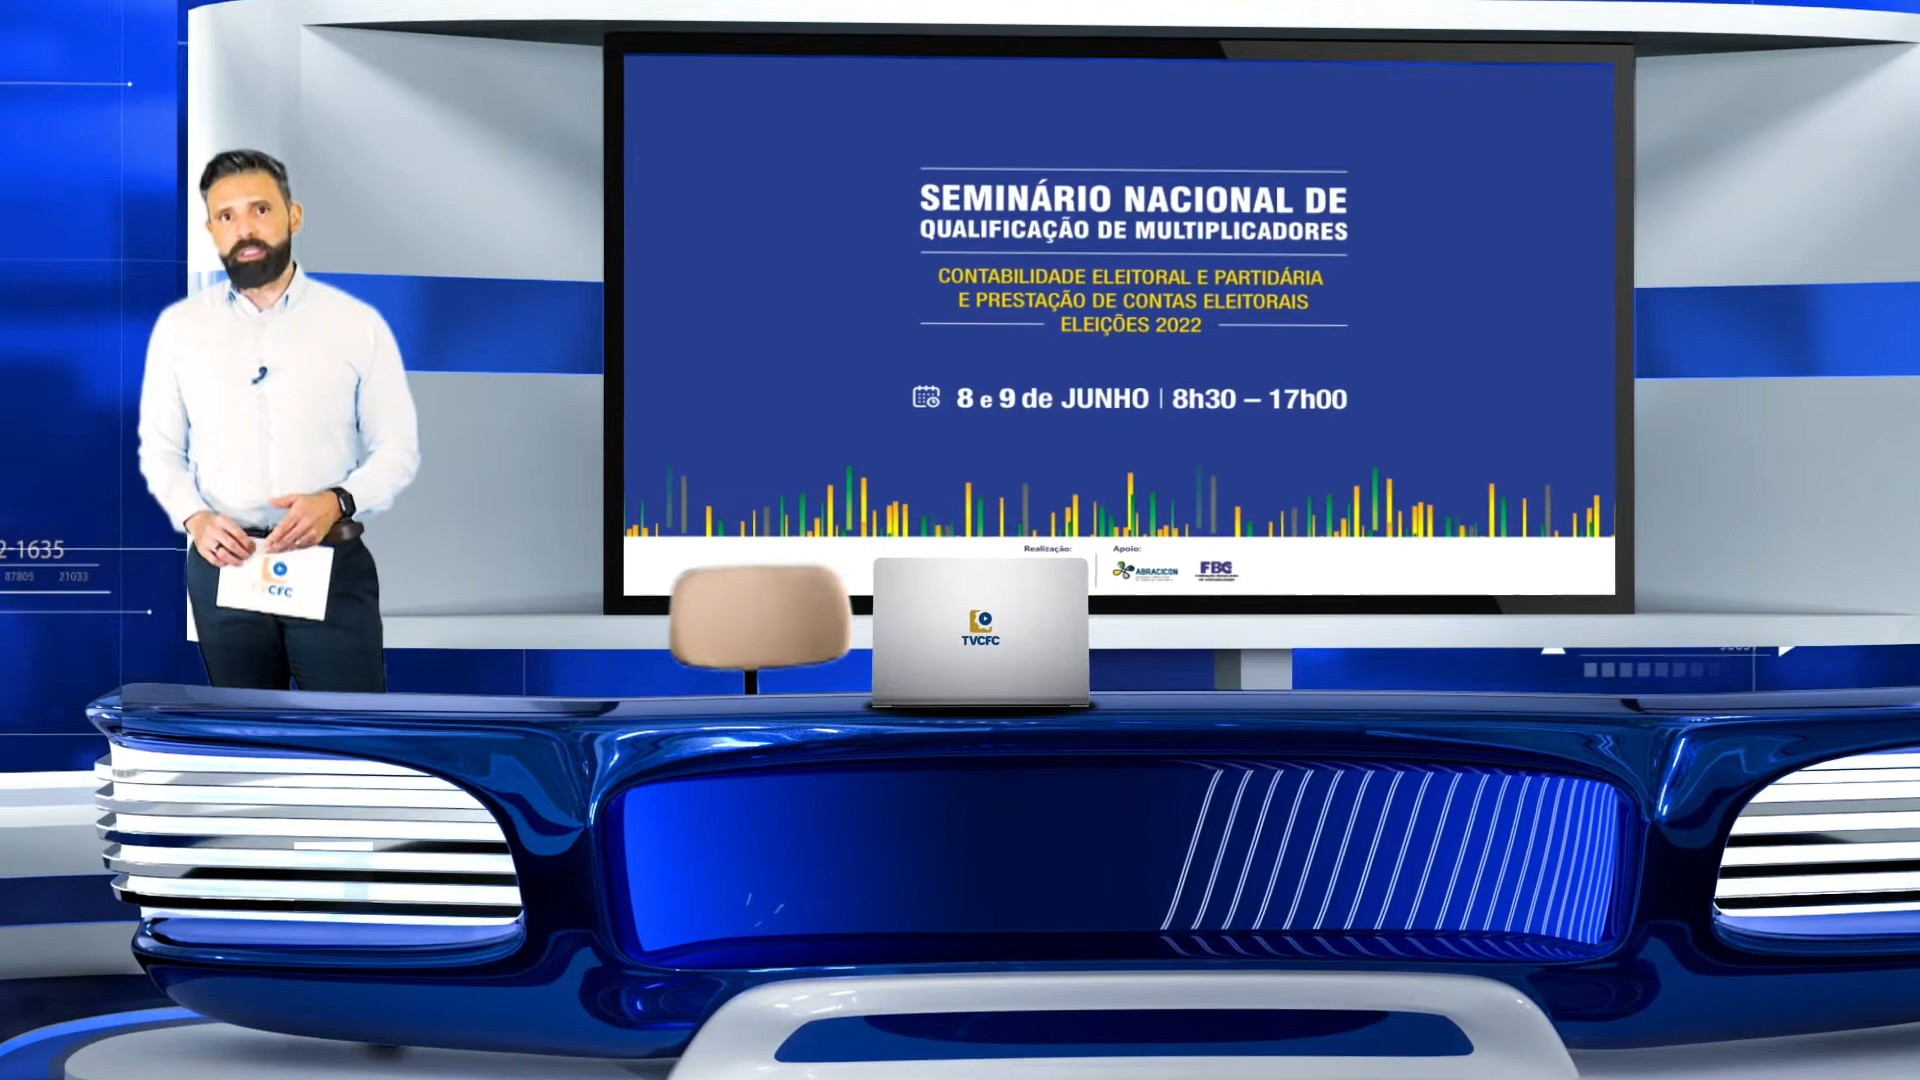 SEMINÁRIO NACIONAL DE
QUALIFICAÇÃO DE MULTIPLICADORES
CONTABILIDADE ELEITORAL E PARTIDÁRIA
E PRESTAÇÃO DE CONTAS ELEITORAIS
ELEIÇÕES 2022
8 e 9 de JUNHO | 8h30 – 17h00
Realização:
Apoio:
ABRACICON
FBC
2-1635
87805 21033
CFC
TVCFC